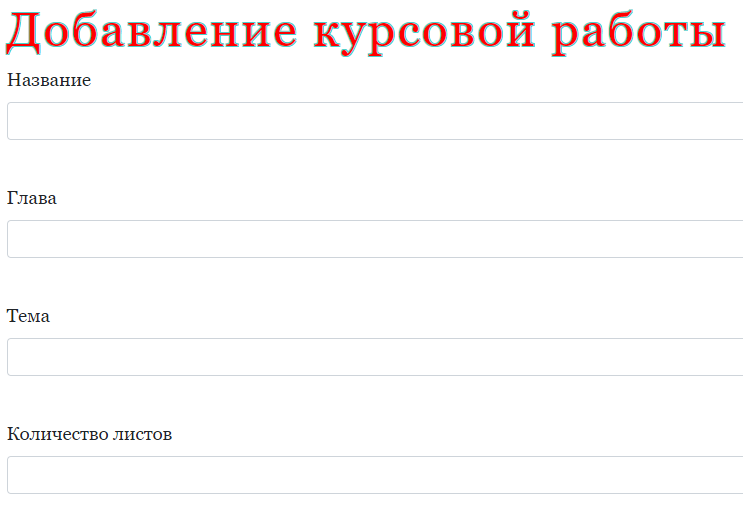 Добавление курсовой работы
Название
Глава
Тема
Количество листов